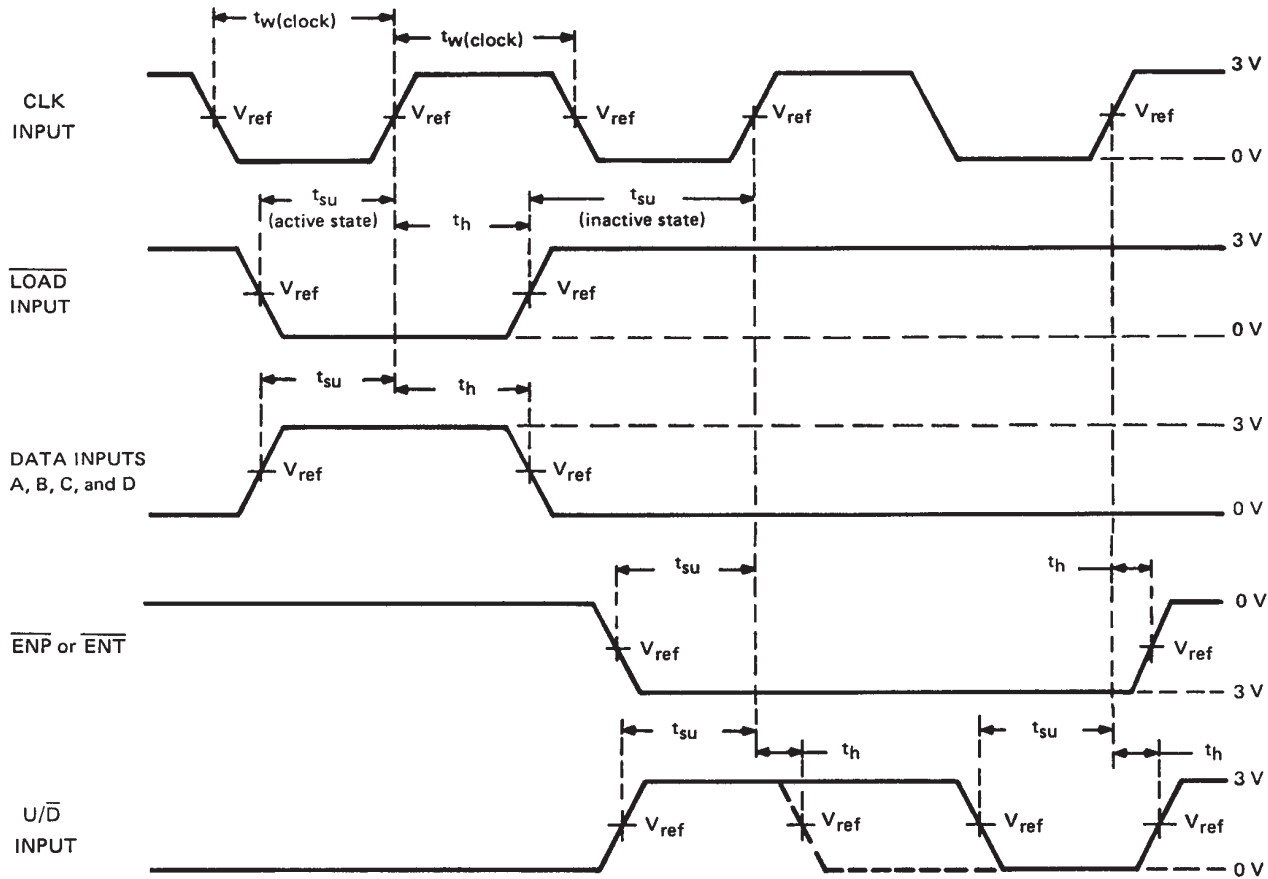 tw(clock)
tw(clock)
CLK
INPUT
Vref
Vref
Vref
Vref
Vref
3 V
0 V
tsu
(active state)
th
tsu
(inactive state)
LOAD
INPUT
Vref
Vref
3 V
0 V
tsu
th
DATA INPUTS
A, B, C, and D
Vref
Vref
3 V
0 V
tsu
th
ENP or ENT
Vref
Vref
0 V
3 V
tsu
th
tsu
th
U/D
INPUT
Vref
Vref
Vref
Vref
3 V
0 V